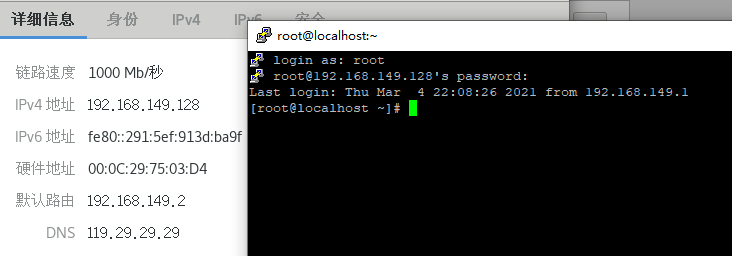 详细信息 身份 IPv4 IPv6 安全
链路速度 1000 Mb/秒
IPv4 地址 192.168.149.128
IPv6 地址 fe80::291:5ef:913d:ba9f
硬件地址 00:0C:29:75:03:D4
默认路由 192.168.149.2
DNS 119.29.29.29
root@localhost:~
login as: root
root@192.168.149.128's password:
Last login: Thu Mar  4 22:08:26 2021 from 192.168.149.1
[root@localhost ~]#